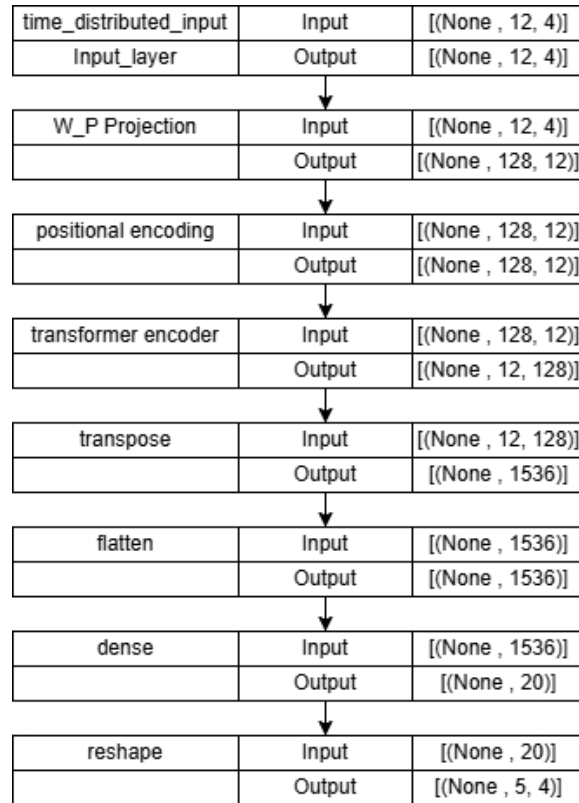 time_distributed_input Input [(None , 12, 4)]
Input_layer Output [(None , 12, 4)]
W_P Projection Input [(None , 12, 4)]
Output [(None , 128, 12)]
positional encoding Input [(None , 128, 12)]
Output [(None , 128, 12)]
transformer encoder Input [(None , 128, 12)]
Output [(None , 12, 128)]
transpose Input [(None , 12, 128)]
Output [(None , 1536)]
flatten Input [(None , 1536)]
Output [(None , 1536)]
dense Input [(None , 1536)]
Output [(None , 20)]
reshape Input [(None , 20)]
Output [(None , 5, 4)]